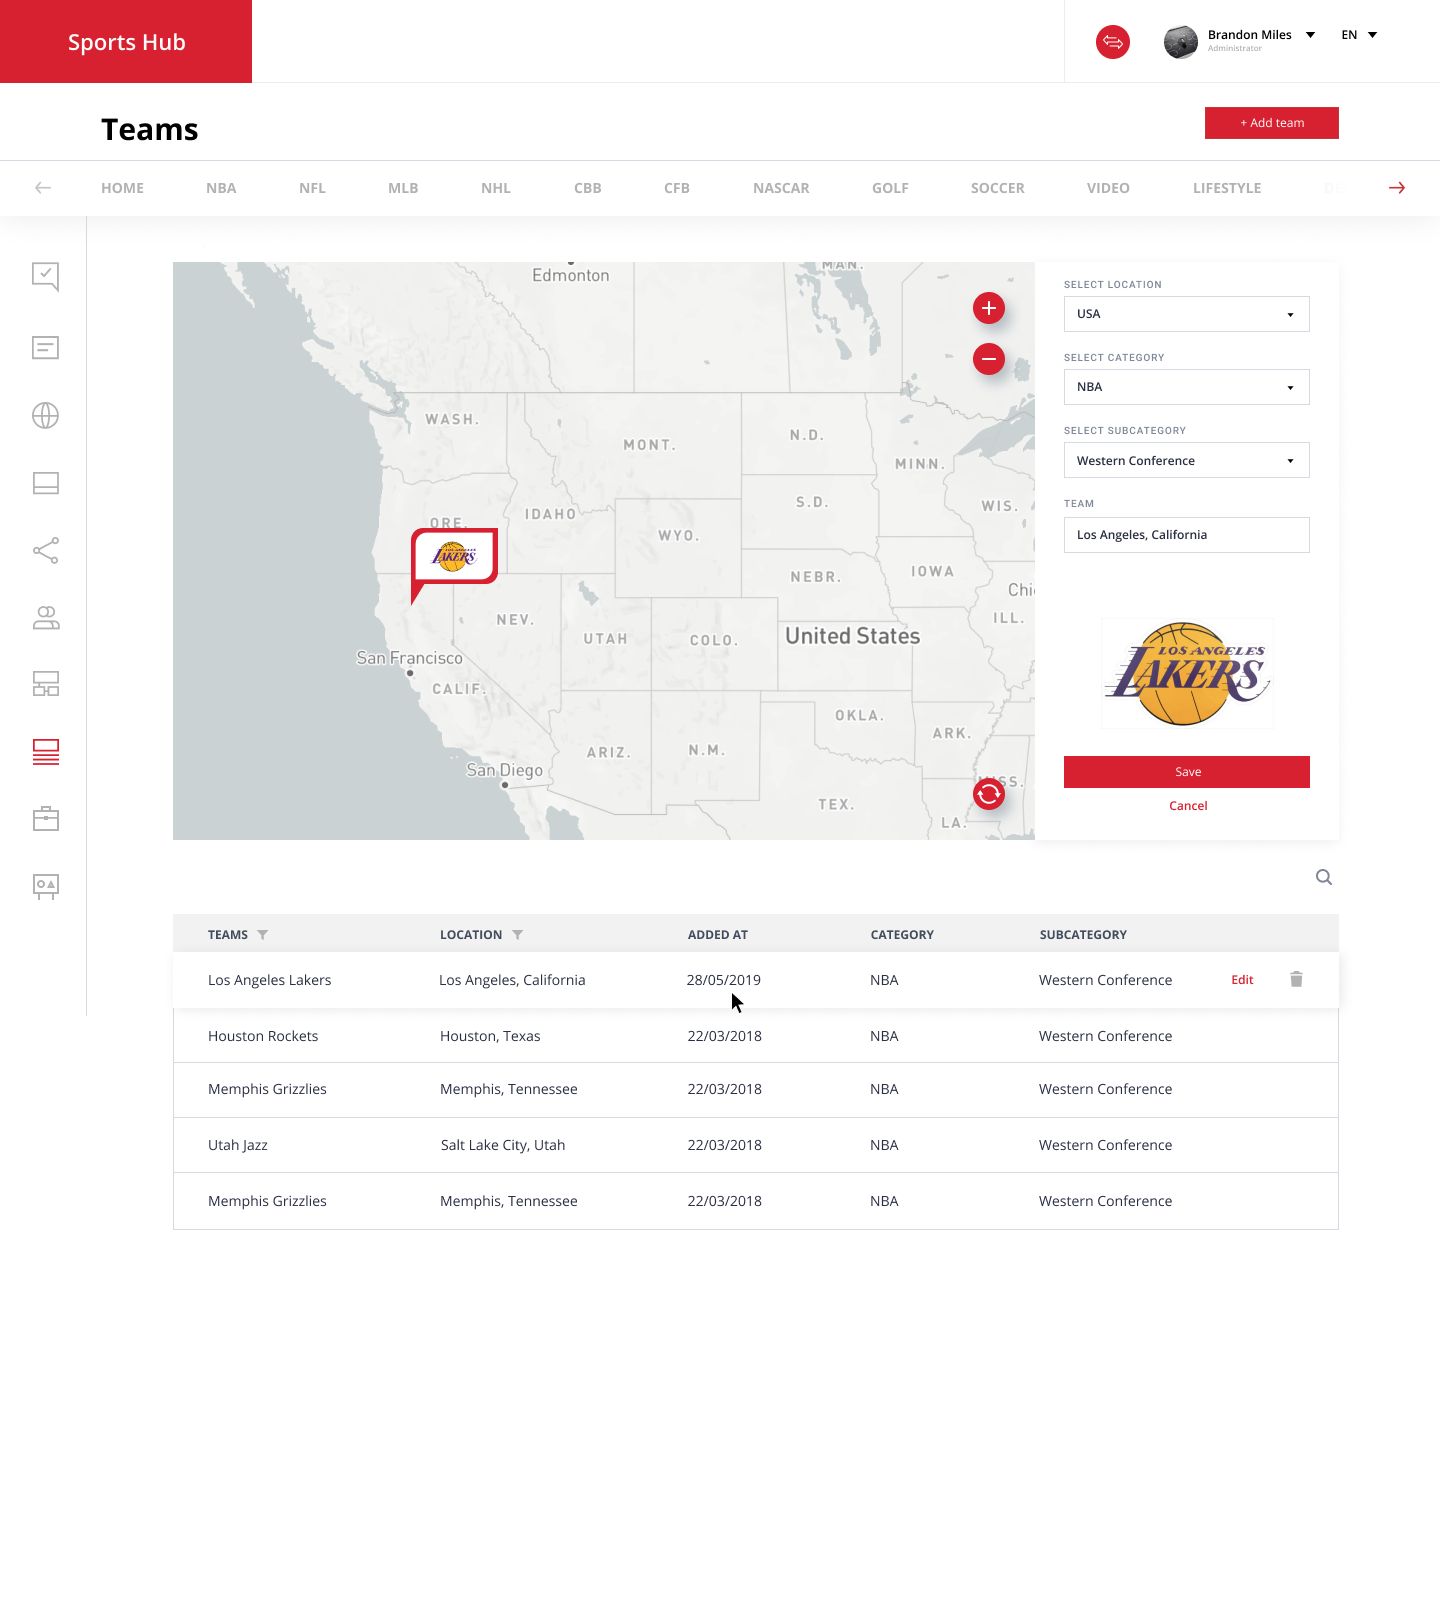 Sports Hub
Brandon Miles
Administrator
EN
Teams
+ Add team
HOME NBA NFL MLB NHL CBB CFB NASCAR GOLF SOCCER VIDEO LIFESTYLE
Edmonton
MAN.
WASH.
MONT.
N.D.
MINN.
ORE.
IDAHO
S.D.
WIS.
WYO.
LOS ANGELES
LAKERS
NEBR.
IOWA
Chi
NEV.
UTAH
COLO.
United States
ILL.
San Francisco
CALIF.
OKLA.
ARK.
ARIZ.
N.M.
San Diego
TEX.
MISS.
LA.
SELECT LOCATION
USA
SELECT CATEGORY
NBA
SELECT SUBCATEGORY
Western Conference
TEAM
Los Angeles, California
LOS ANGELES
LAKERS
Save
Cancel
TEAMS LOCATION ADDED AT CATEGORY SUBCATEGORY
Los Angeles Lakers Los Angeles, California 28/05/2019 NBA Western Conference Edit
Houston Rockets Houston, Texas 22/03/2018 NBA Western Conference
Memphis Grizzlies Memphis, Tennessee 22/03/2018 NBA Western Conference
Utah Jazz Salt Lake City, Utah 22/03/2018 NBA Western Conference
Memphis Grizzlies Memphis, Tennessee 22/03/2018 NBA Western Conference